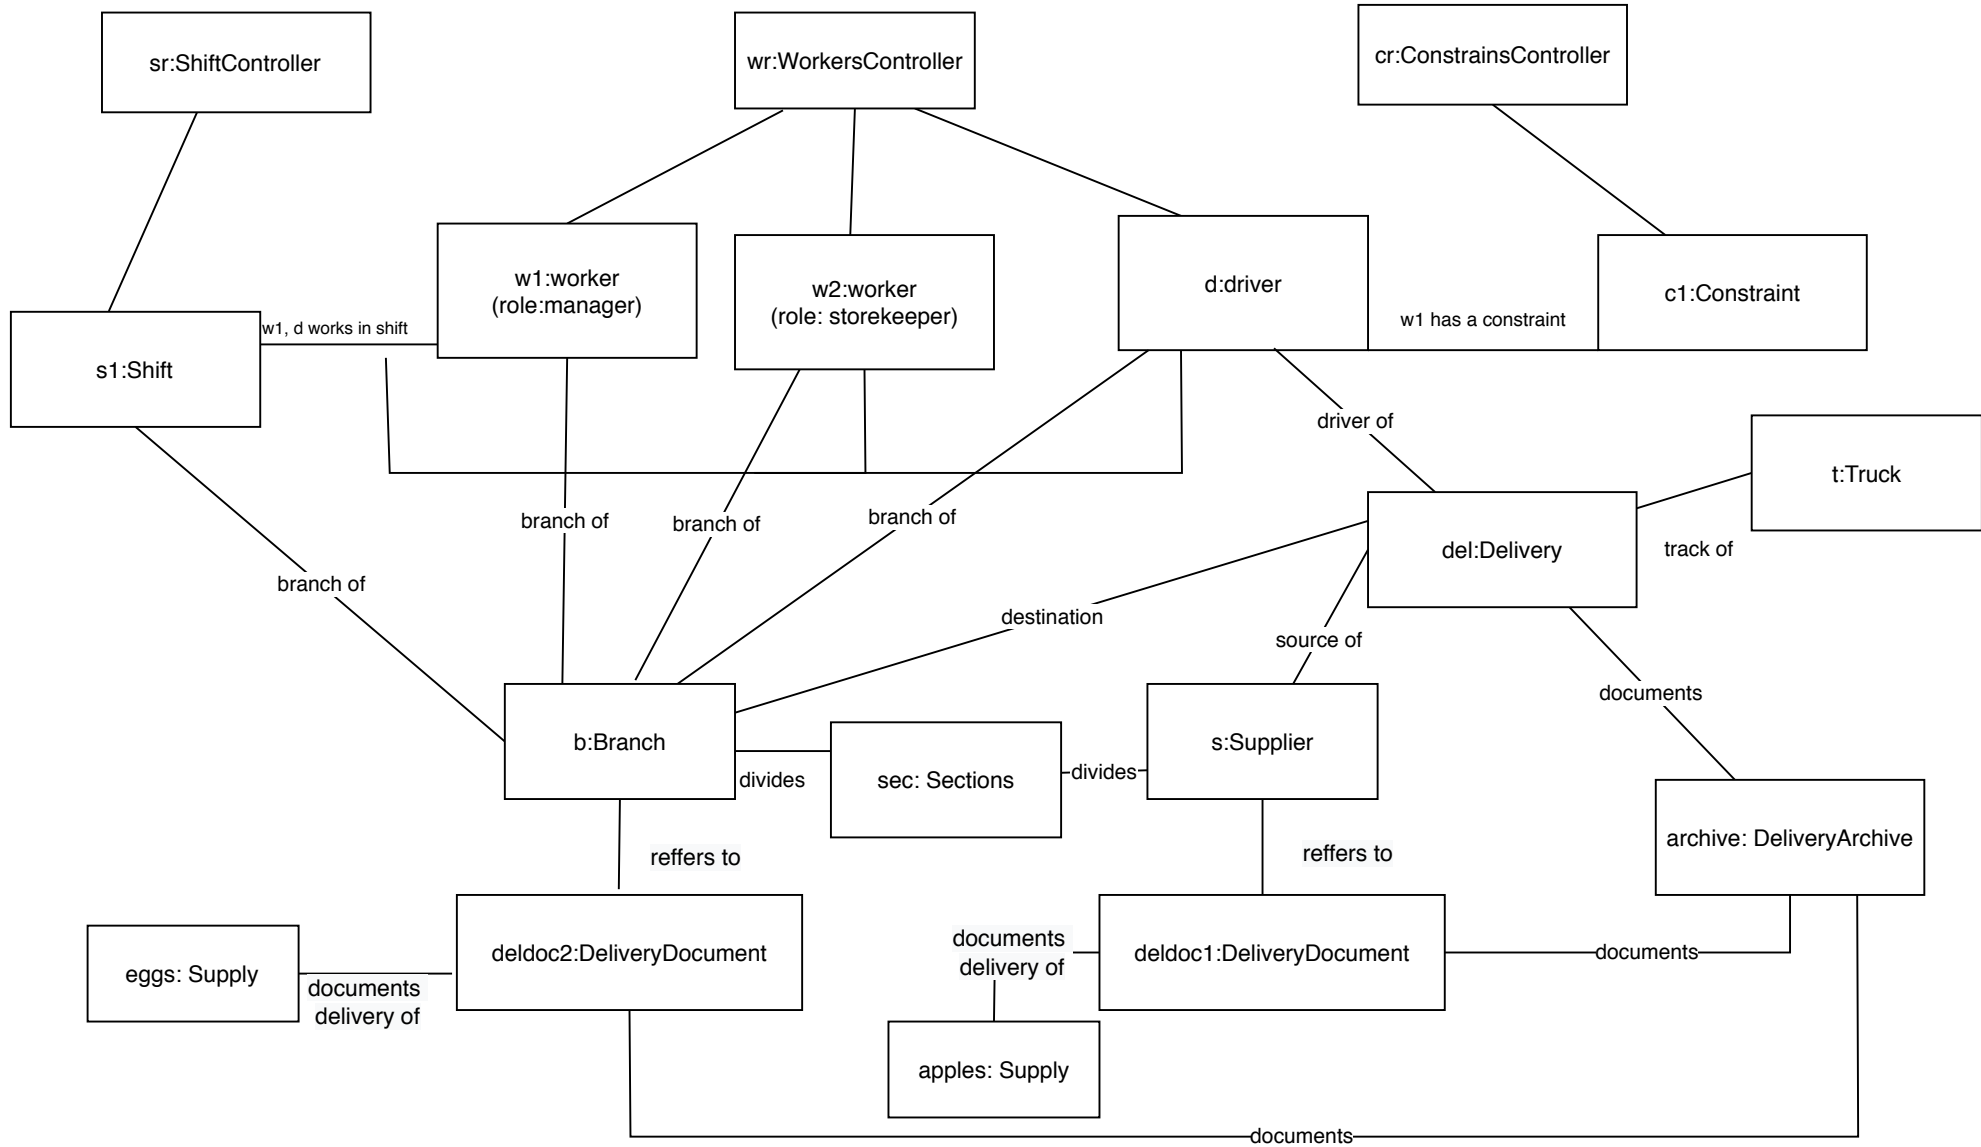 sr:ShiftController
wr:WorkersController
cr:ConstrainsController
w1:worker
(role:manager)
w2:worker
(role: storekeeper)
d:driver
c1:Constraint
w1, d works in shift
w1 has a constraint
s1:Shift
driver of
t:Truck
branch of
branch of
branch of
del:Delivery
track of
branch of
destination
source of
documents
b:Branch
divides
sec: Sections
divides
s:Supplier
archive: DeliveryArchive
reffers to
reffers to
eggs: Supply
documents
delivery of
deldoc2:DeliveryDocument
documents
delivery of
deldoc1:DeliveryDocument
documents
apples: Supply
documents